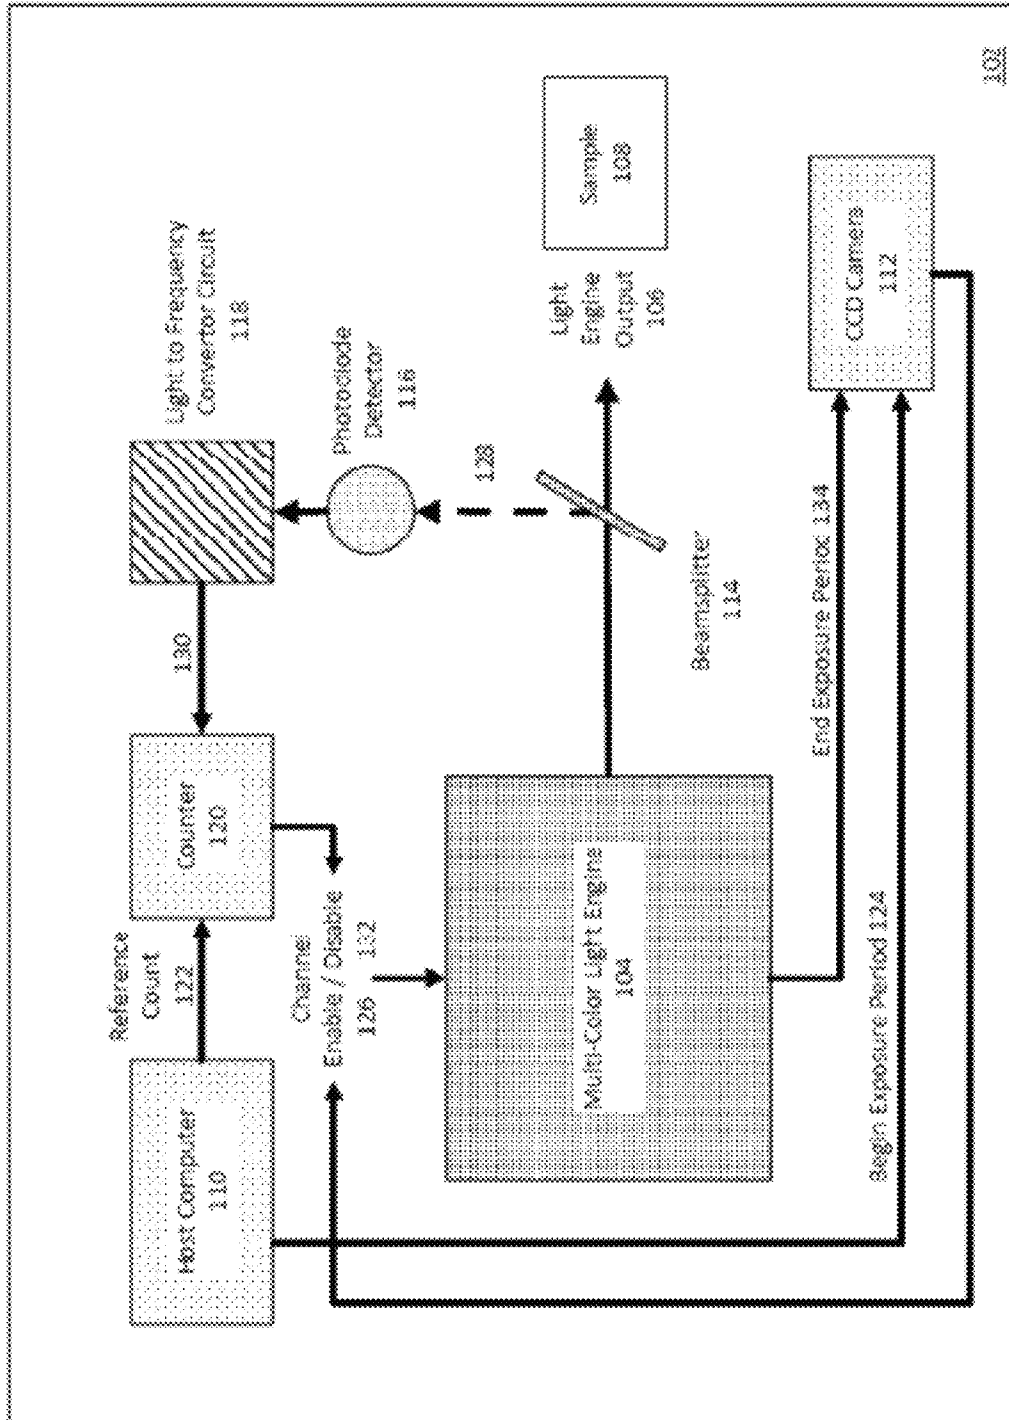 Host Computer
110
Reference
Count
122
Counter
120
130
Light to Frequency
Convertor Circuit
118
Channel
Enable / Disable
126 132
Photodiode
Detector
116
128
Multi-Color Light Engine
104
Beamsplitter
114
Light
Engine
Output
106
Sample
108
End Exposure Period 134
Begin Exposure Period 124
CCD Camera
112
102